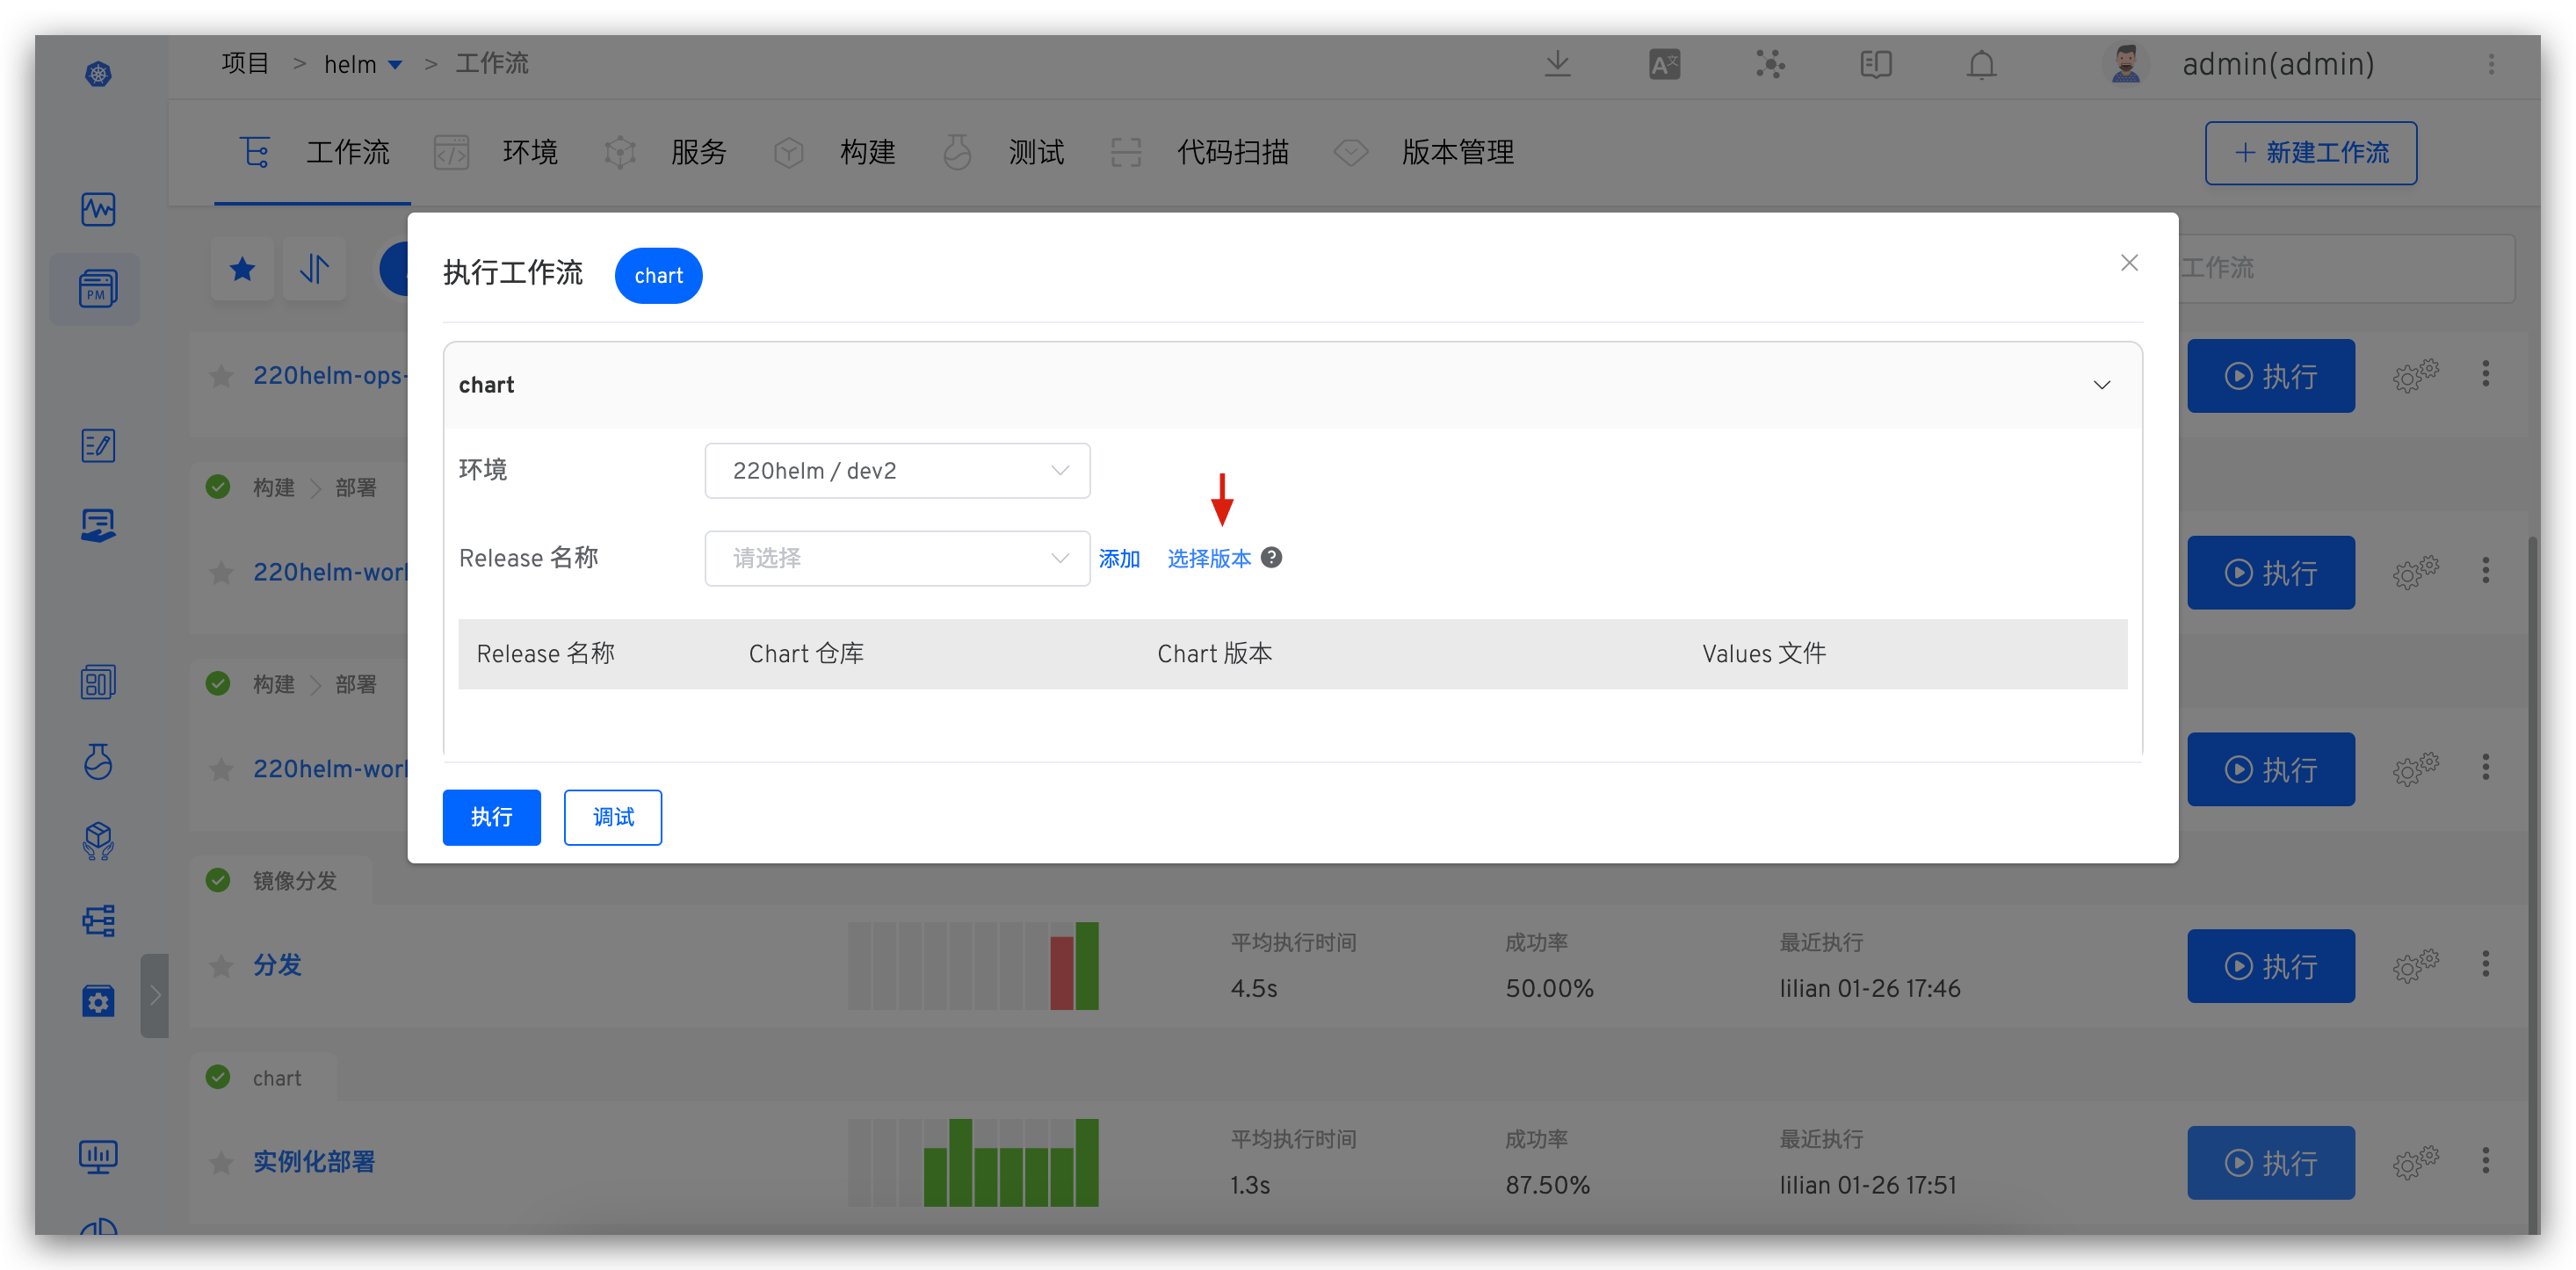 项目 > helm > 工作流
admin(admin)
工作流 环境 服务 构建 测试 代码扫描 版本管理
+ 新建工作流
PM
执行工作流 chart
工作流
chart
220helm-ops-
执行
环境 220helm / dev2
构建 > 部署
Release 名称 请选择 添加 选择版本
220helm-worl
执行
Release 名称 Chart 仓库 Chart 版本 Values 文件
构建 > 部署
220helm-worl
执行
执行 调试
镜像分发
分发
平均执行时间 成功率 最近执行
4.5s 50.00% lilian 01-26 17:46
执行
chart
实例化部署
平均执行时间 成功率 最近执行
1.3s 87.50% lilian 01-26 17:51
执行